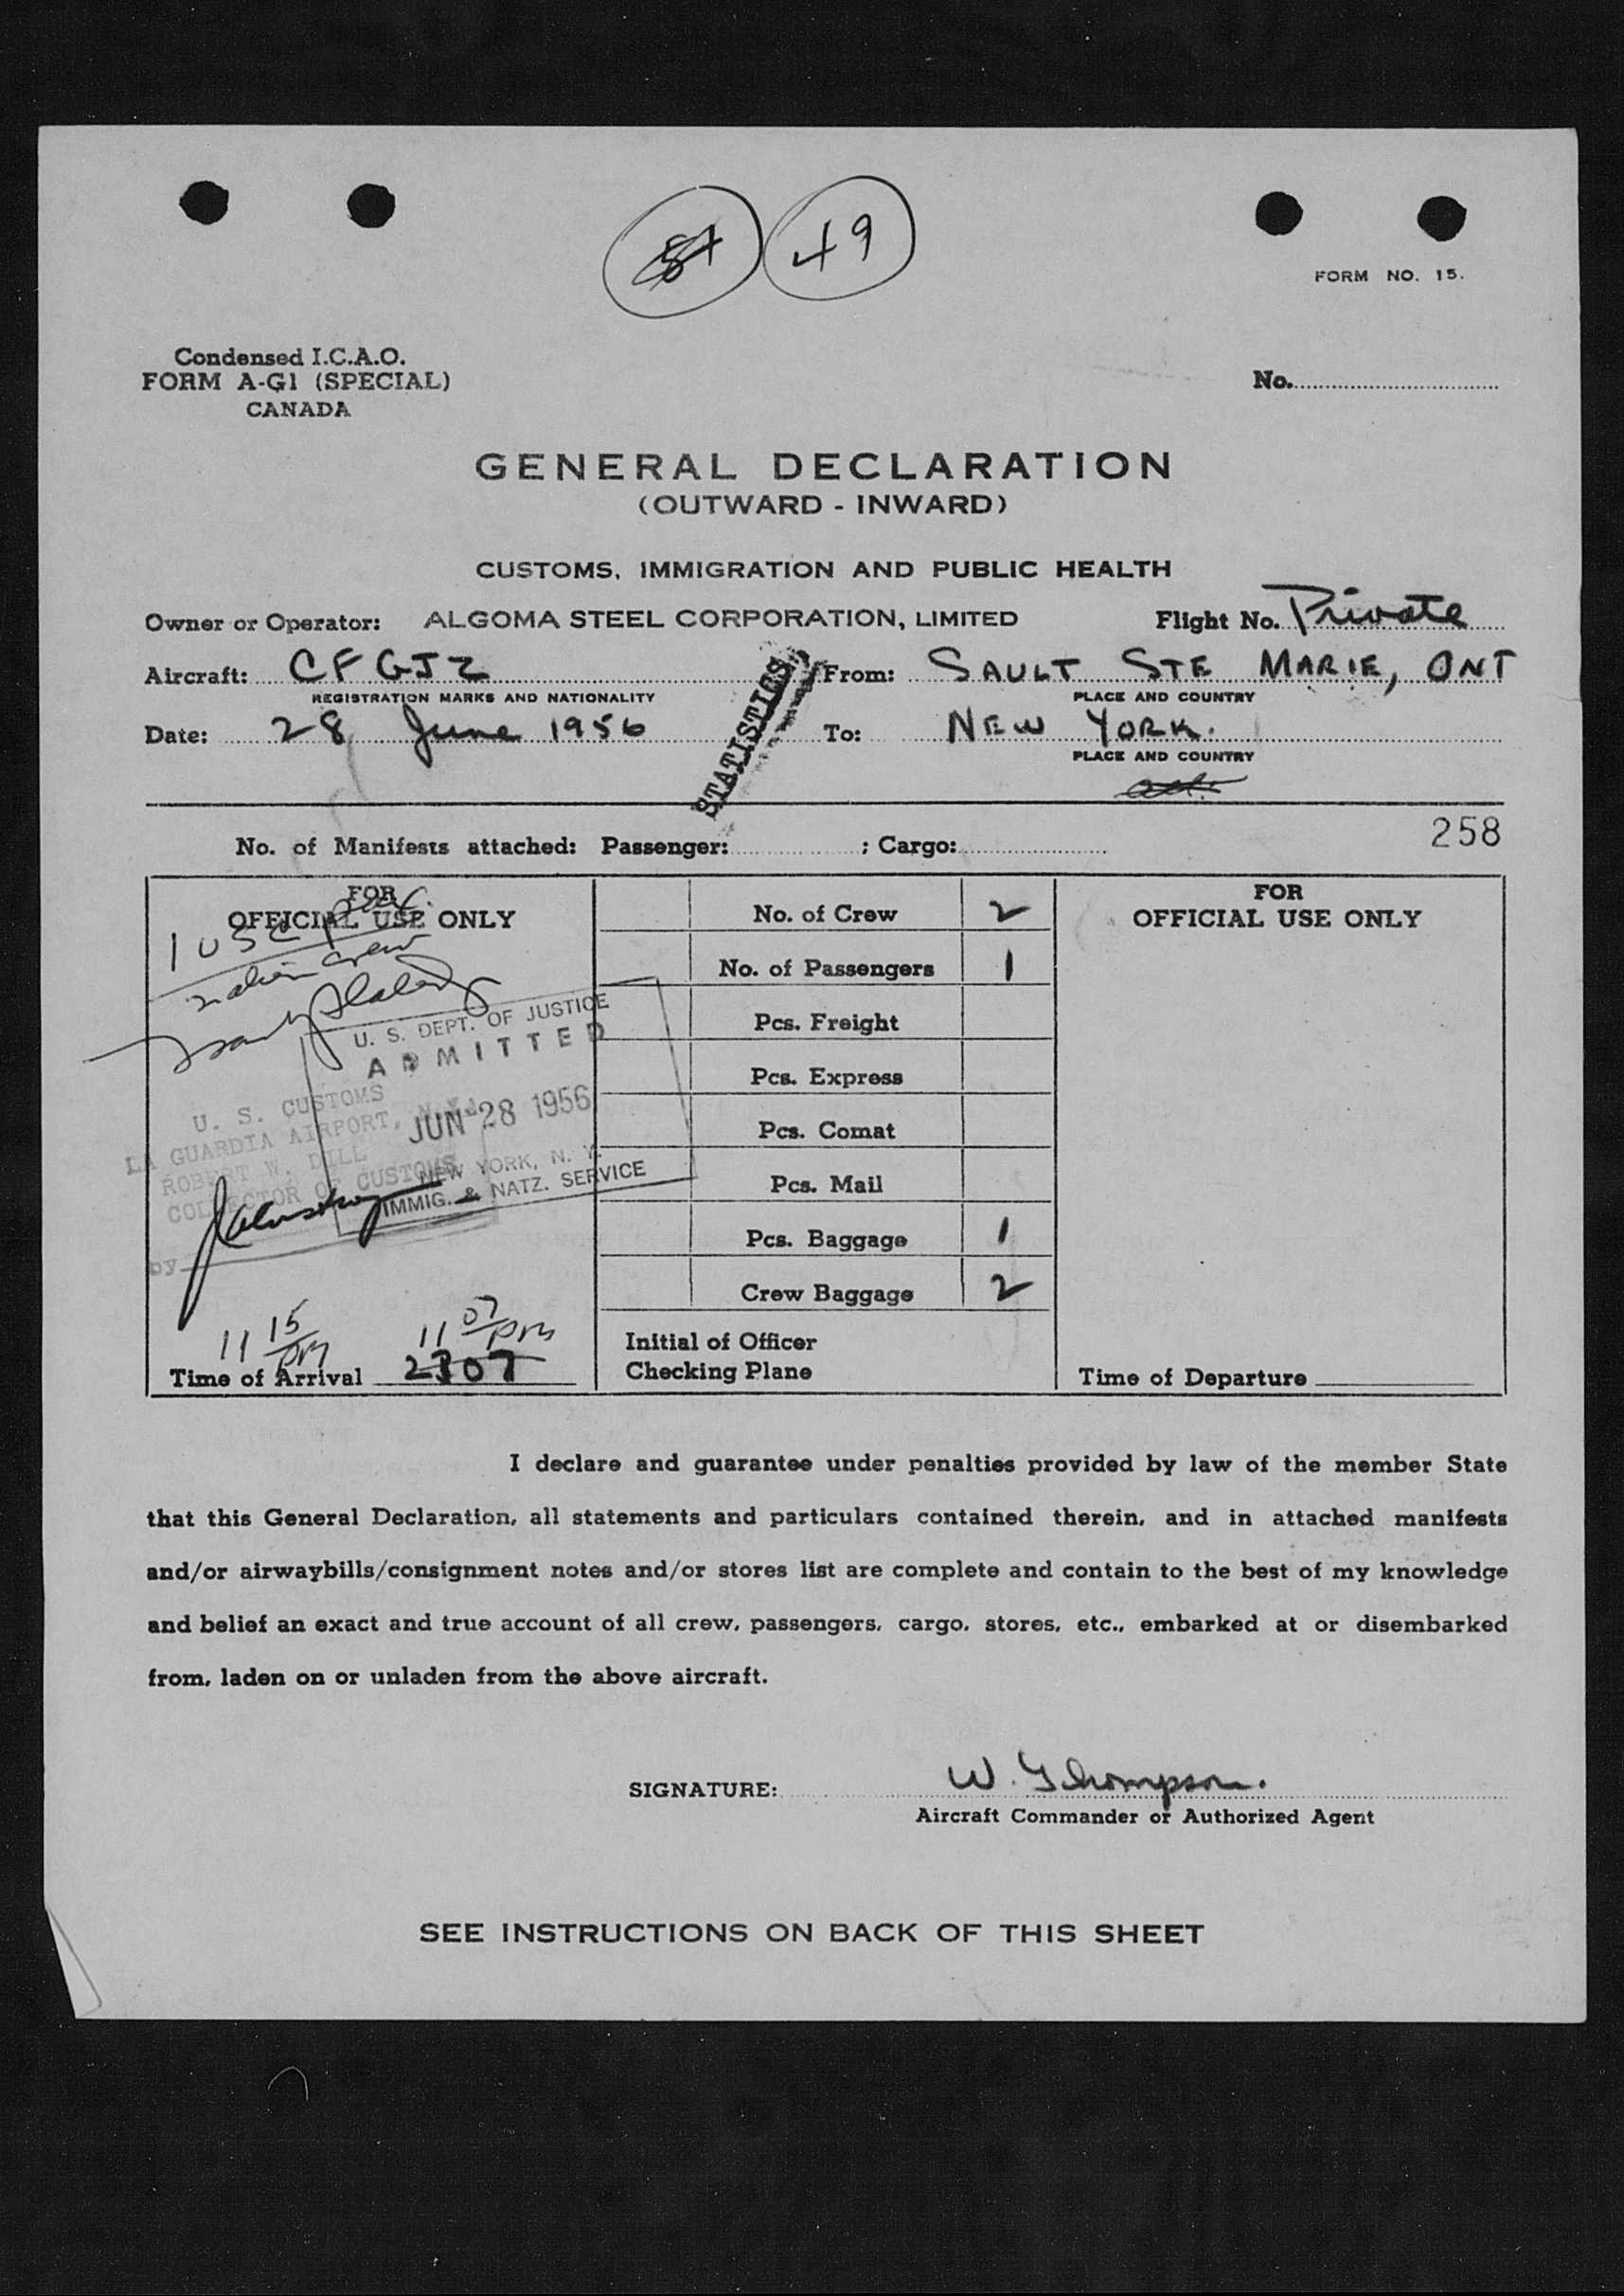 49
FORM NO. 15.
Condensed I.C.A.O.
FORM A-G1 (SPECIAL)
CANADA
No.
GENERAL DECLARATION
(OUTWARD - INWARD)
CUSTOMS, IMMIGRATION AND PUBLIC HEALTH
Owner or Operator: ALGOMA STEEL CORPORATION, LIMITED Flight No. Private
Aircraft: CFGJZ From: SAULT STE MARIE, ONT
REGISTRATION MARKS AND NATIONALITY PLACE AND COUNTRY
Date: 28 June 1956 To: NEW YORK.
PLACE AND COUNTRY
STATISTICS
258
No. of Manifests attached: Passenger: ; Cargo:
FOR
OFFICIAL USE ONLY
1 USC
2 alien crew
U. S. DEPT. OF JUSTICE
ADMITTED
JUN 28 1956
NEW YORK, N. Y.
IMMIG. & NATZ. SERVICE
U. S. CUSTOMS
LA GUARDIA AIRPORT, N.Y.
ROBERT W. DILL
COLLECTOR OF CUSTOMS
by
11 15 PM 11 07 PM
Time of Arrival 2307
No. of Crew 2
No. of Passengers 1
Pcs. Freight
Pcs. Express
Pcs. Comat
Pcs. Mail
Pcs. Baggage 1
Crew Baggage 2
Initial of Officer
Checking Plane
FOR
OFFICIAL USE ONLY
Time of Departure
I declare and guarantee under penalties provided by law of the member State
that this General Declaration, all statements and particulars contained therein, and in attached manifests
and/or airwaybills/consignment notes and/or stores list are complete and contain to the best of my knowledge
and belief an exact and true account of all crew, passengers, cargo, stores, etc., embarked at or disembarked
from, laden on or unladen from the above aircraft.
SIGNATURE: W. Thompson.
Aircraft Commander or Authorized Agent
SEE INSTRUCTIONS ON BACK OF THIS SHEET